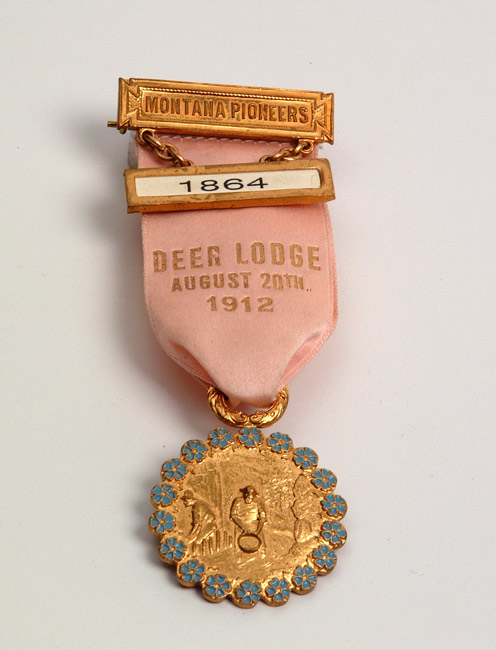 MONTANA PIONEERS
1864
DEER LODGE
AUGUST 20TH.
1912